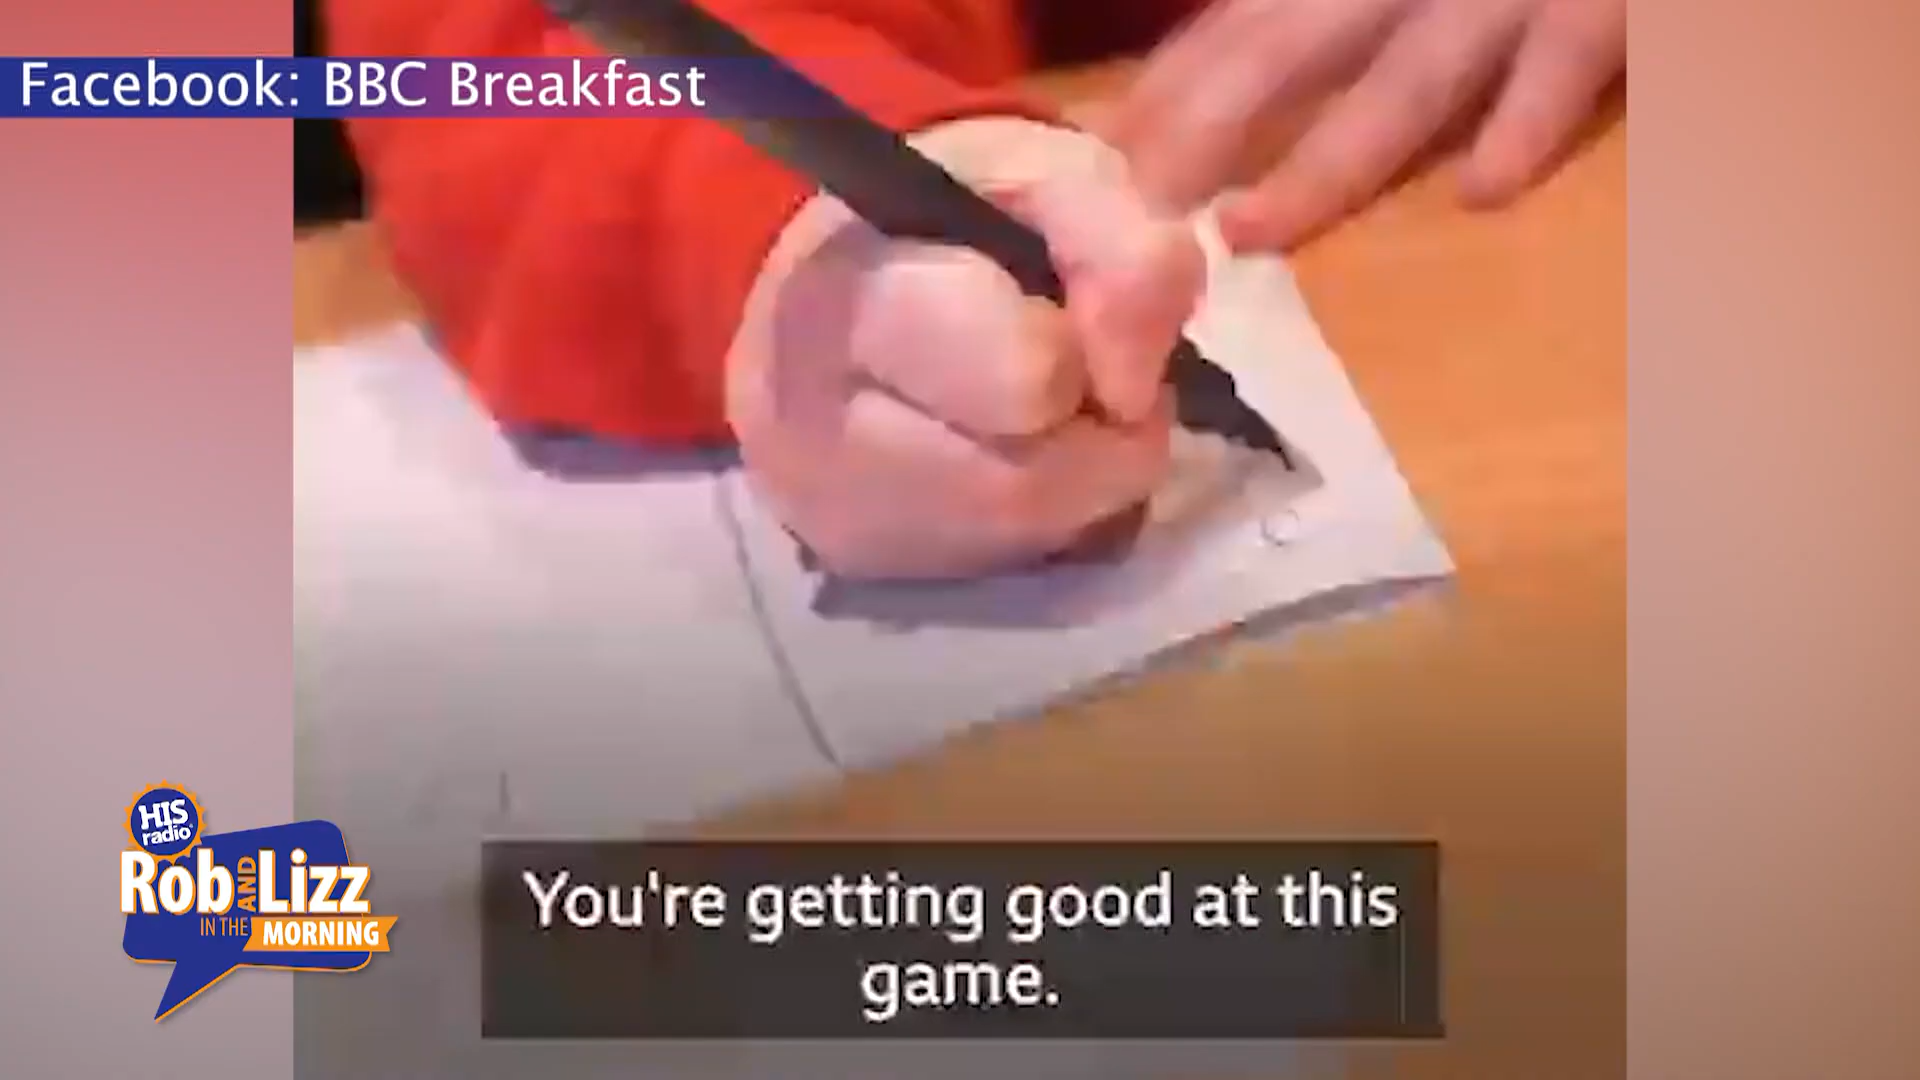 Facebook: BBC Breakfast
HIS
radio
Rob AND Lizz
IN THE MORNING
You're getting good at this
game.